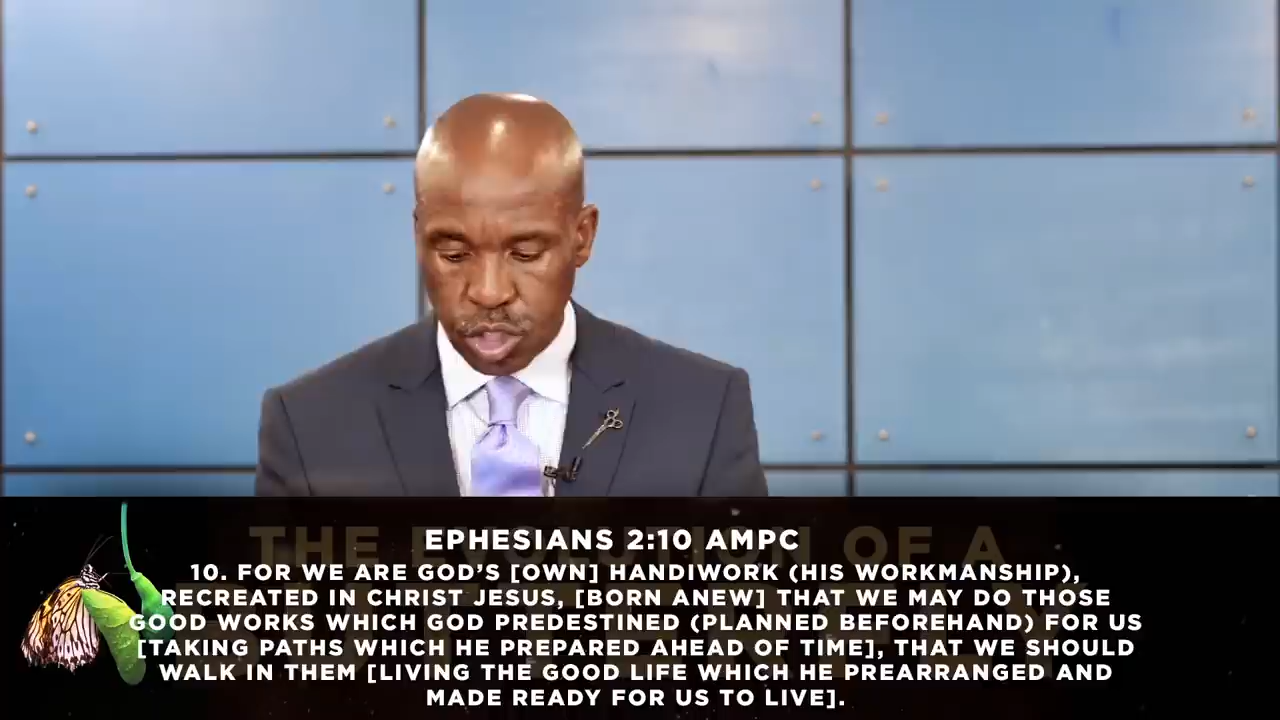 THE EVOLUTION OF A
EPHESIANS 2:10 AMPC
10. FOR WE ARE GOD'S [OWN] HANDIWORK (HIS WORKMANSHIP),
RECREATED IN CHRIST JESUS, [BORN ANEW] THAT WE MAY DO THOSE
GOOD WORKS WHICH GOD PREDESTINED (PLANNED BEFOREHAND) FOR US
[TAKING PATHS WHICH HE PREPARED AHEAD OF TIME], THAT WE SHOULD
WALK IN THEM [LIVING THE GOOD LIFE WHICH HE PREARRANGED AND
MADE READY FOR US TO LIVE].